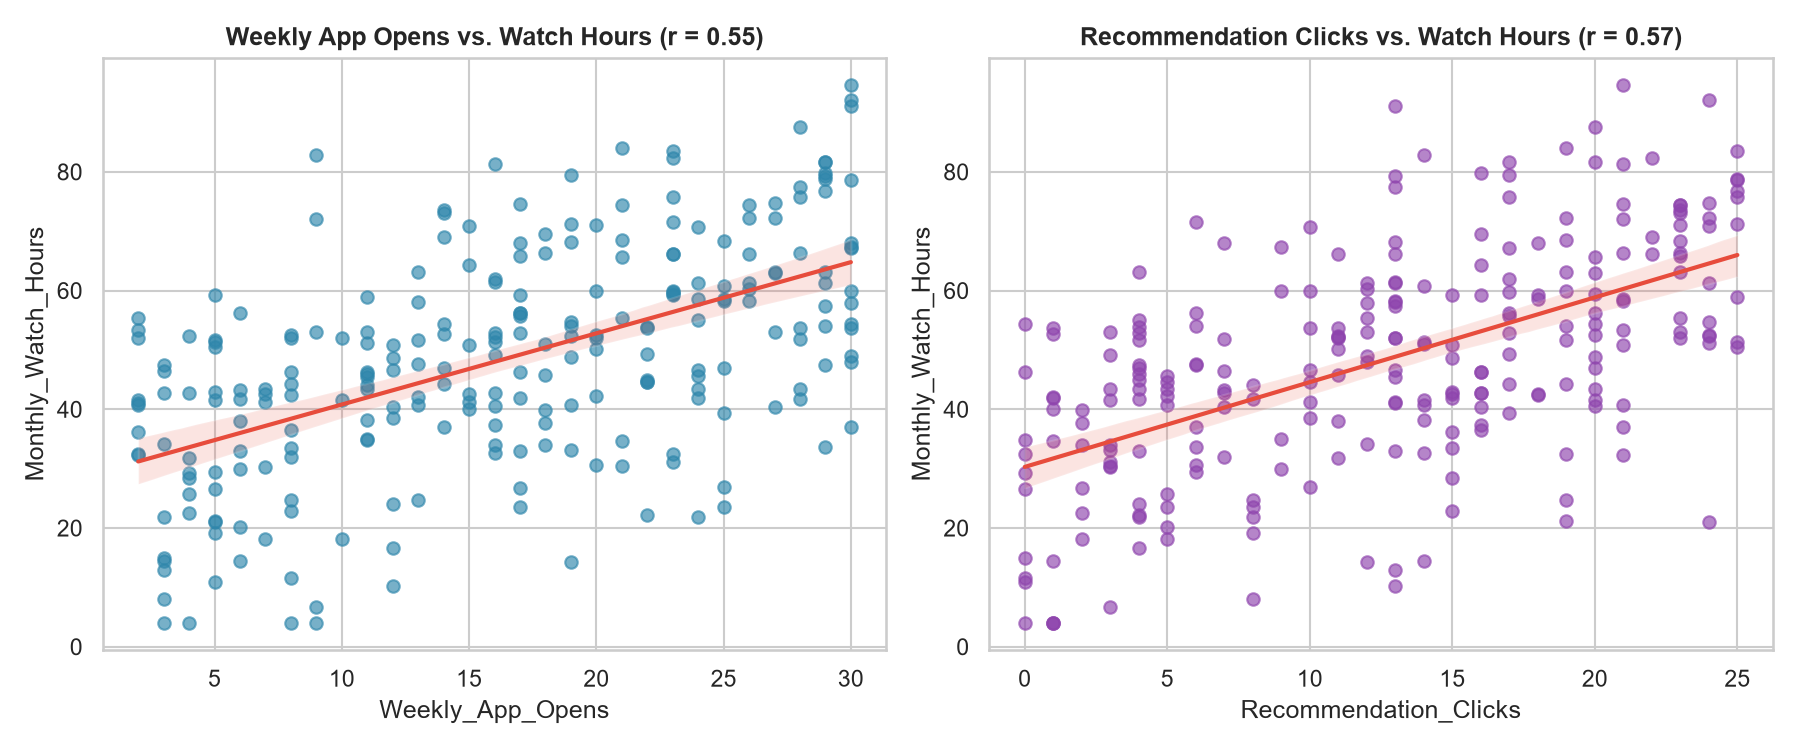 Weekly App Opens vs. Watch Hours (r = 0.55)
Monthly_Watch_Hours
80
60
40
20
0
5 10 15 20 25 30
Weekly_App_Opens
Recommendation Clicks vs. Watch Hours (r = 0.57)
Monthly_Watch_Hours
80
60
40
20
0
0 5 10 15 20 25
Recommendation_Clicks